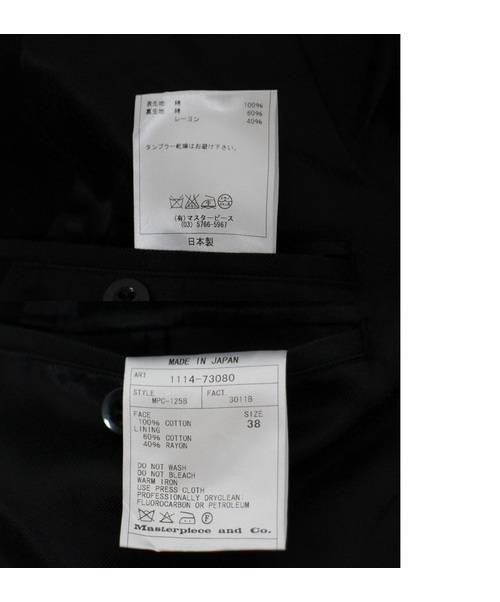 表生地 綿 100%
裏生地 綿 60%
レーヨン 40%
タンブラー乾燥はお避け下さい。
(有)マスターピース
(03) 5766-5967
日本製
MADE IN JAPAN
ART 1114-73080
STYLE FACT.
MPC-125B 3011B
FACE SIZE
100% COTTON 38
LINING
60% COTTON
40% RAYON
DO NOT WASH
DO NOT BLEACH
WARM IRON
USE PRESS CLOTH
PROFESSIONALLY DRYCLEAN
FLUOROCARBON OR PETROLEUM
F
Masterpiece and Co.